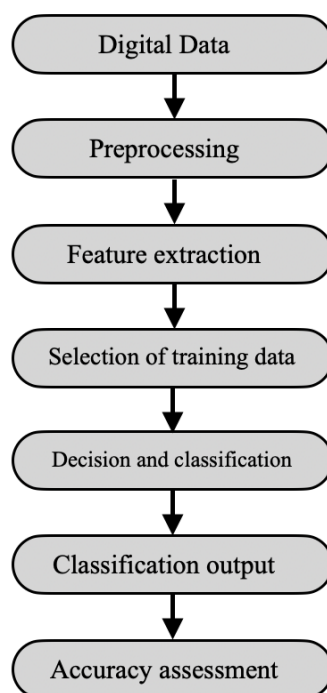 Digital Data
Preprocessing
Feature extraction
Selection of training data
Decision and classification
Classification output
Accuracy assessment